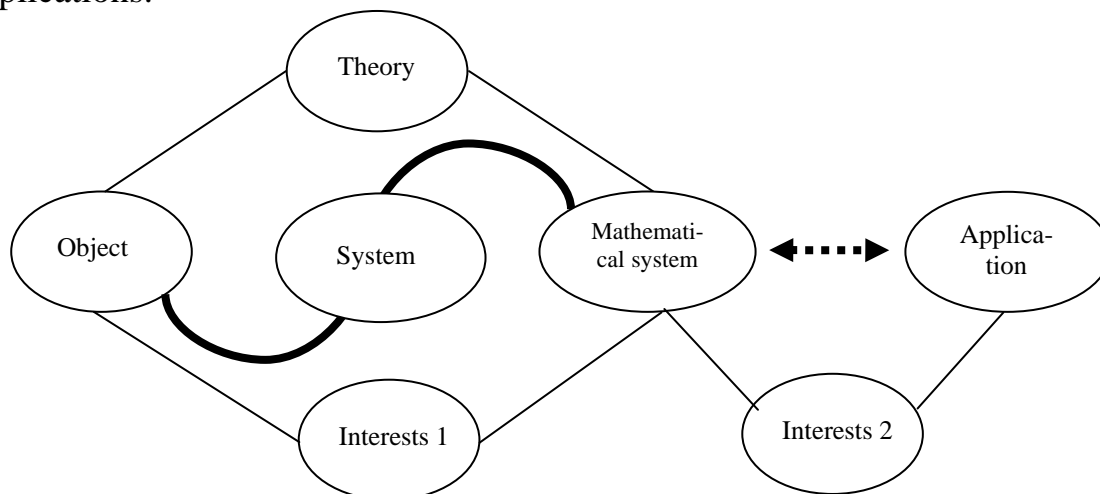 plications.
Theory
Object
System
Mathemati-
cal system
Applica-
tion
Interests 1
Interests 2